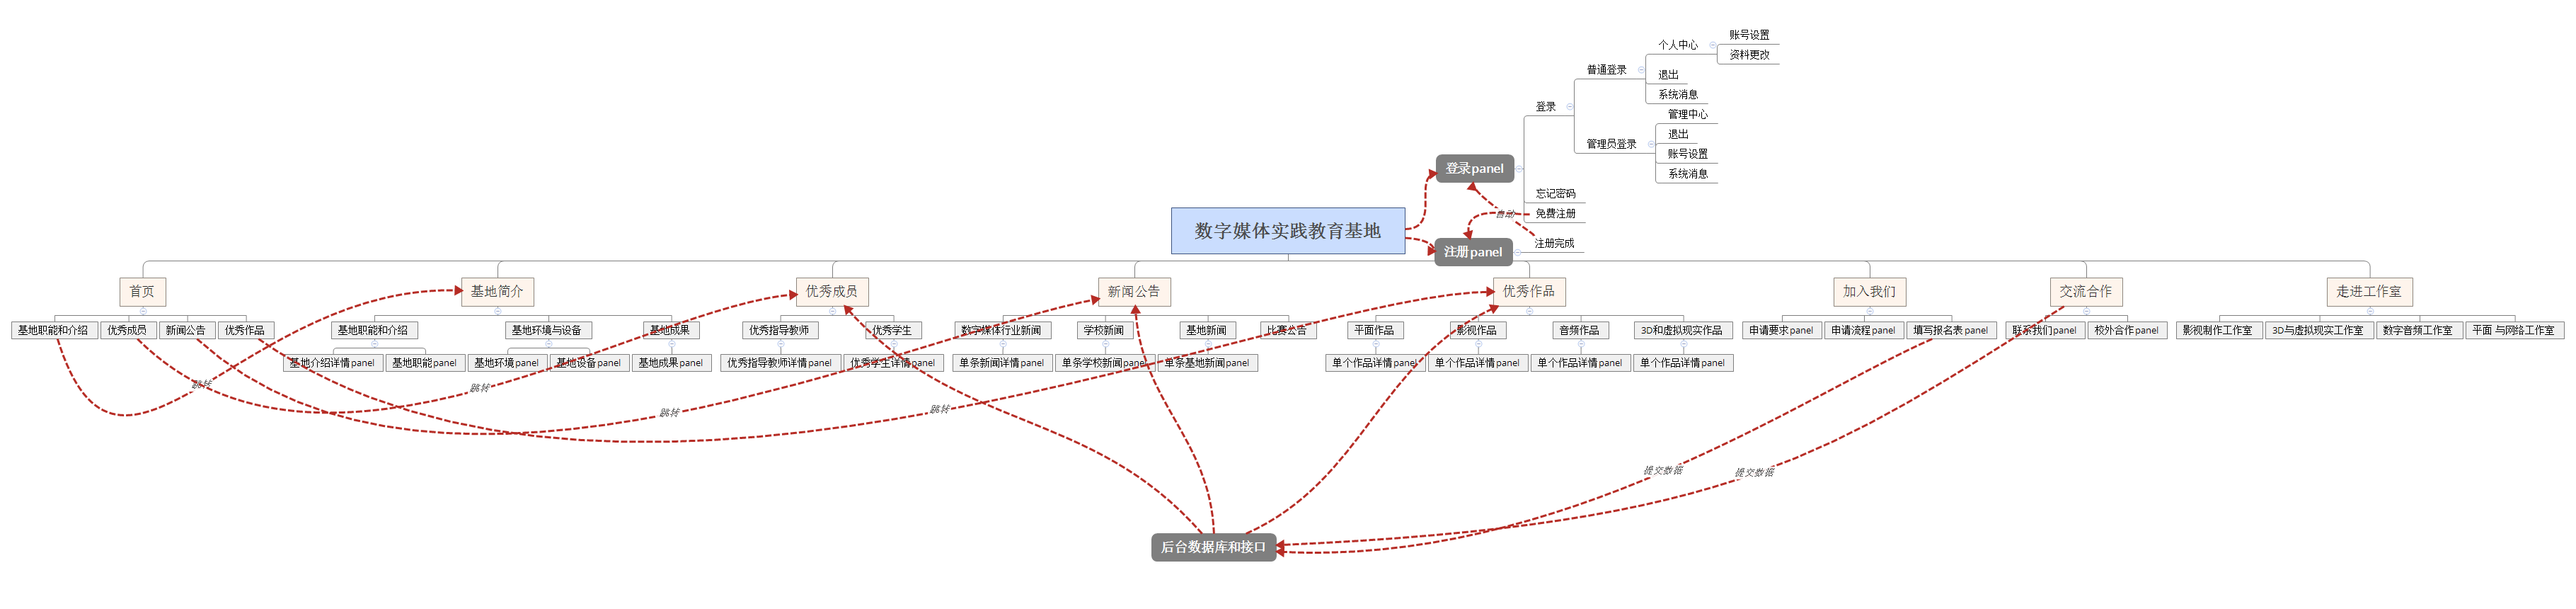 账号设置
个人中心
资料更改
普通登录
退出
系统消息
登录
管理中心
退出
管理员登录
账号设置
系统消息
登录panel
忘记密码
免费注册
自动
数字媒体实践教育基地
注册完成
注册panel
首页
基地简介
优秀成员
新闻公告
优秀作品
加入我们
交流合作
走进工作室
基地职能和介绍
优秀成员
新闻公告
优秀作品
基地职能和介绍
基地环境与设备
基地成果
优秀指导教师
优秀学生
数字媒体行业新闻
学校新闻
基地新闻
比赛公告
平面作品
影视作品
音频作品
3D和虚拟现实作品
申请要求panel
申请流程panel
填写报名表 panel
联系我们panel
校外合作panel
影视制作工作室
3D与虚拟现实工作室
数字音频工作室
平面 与网络工作室
基地介绍详情panel
基地职能panel
基地环境panel
基地设备panel
基地成果panel
优秀指导教师详情panel
优秀学生详情panel
单条新闻详情panel
单条学校新闻panel
单条基地新闻panel
单个作品详情panel
单个作品详情panel
单个作品详情panel
单个作品详情panel
跳转
跳转
跳转
跳转
提交数据
提交数据
后台数据库和接口